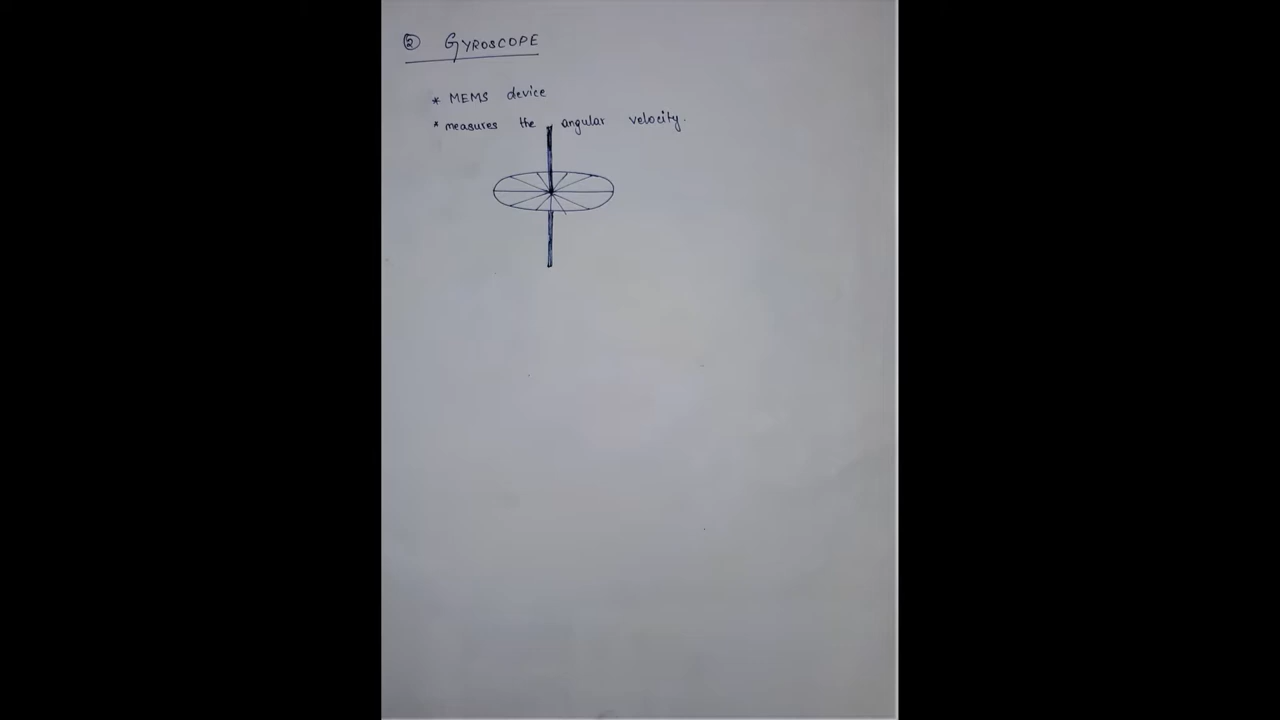 ② GYROSCOPE
* MEMS device
* measures the angular velocity.